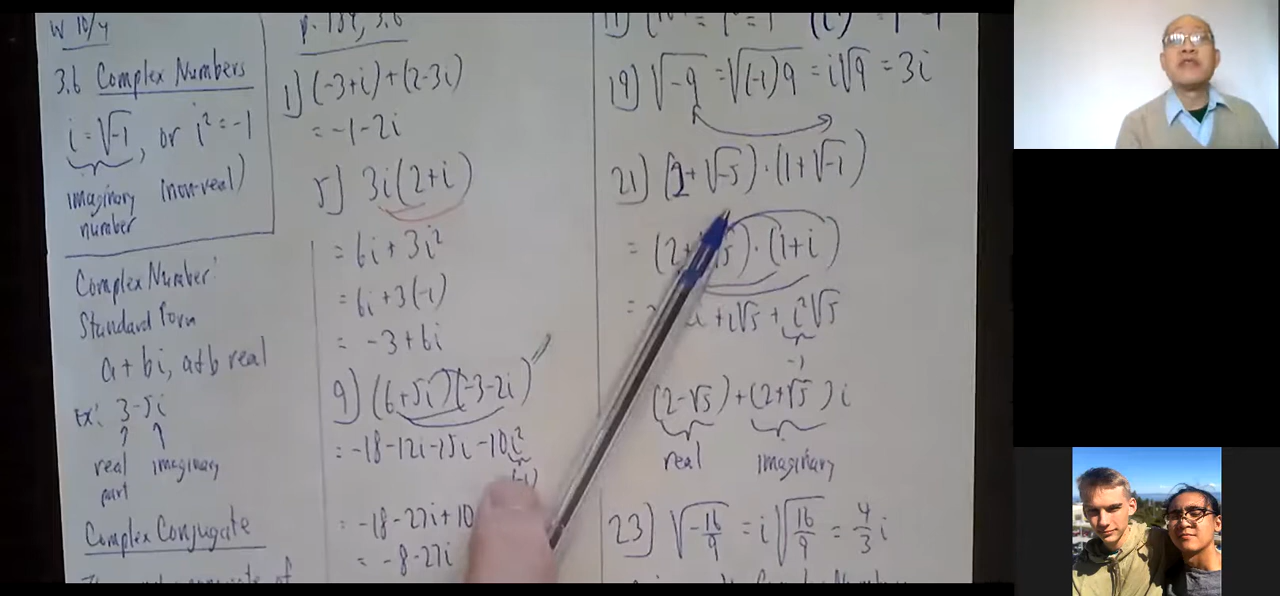 W 10/4
3.6 Complex Numbers
i = √-1, or i² = -1
imaginary (non-real)
number
Complex Number:
Standard Form
a + bi, a & b real
Ex: 3 - 5i
real imaginary
part
Complex Conjugate
p. 3.6
1) (-3+i) + (2-3i)
= -1 - 2i
5) 3i(2+i)
= 6i + 3i²
= 6i + 3(-1)
= -3 + 6i
9) (6+5i)(-3-2i)
= -18 - 12i - 15i - 10i²
(-1)
= -18 - 27i + 10
= -8 - 27i
19) √-9 = √(-1)9 = i√9 = 3i
21) (2+√-5)·(1+√-1)
= (2+ √5)·(1+i)
= i + i√5 + i²√5
-1
(2-√5) + (2+√5)i
real imaginary
23) √-16/9 = i√16/9 = 4/3 i